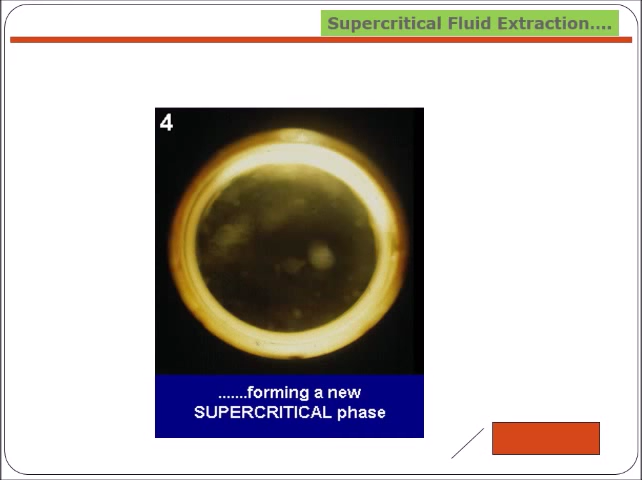 Supercritical Fluid Extraction....
4
.......forming a new
SUPERCRITICAL phase